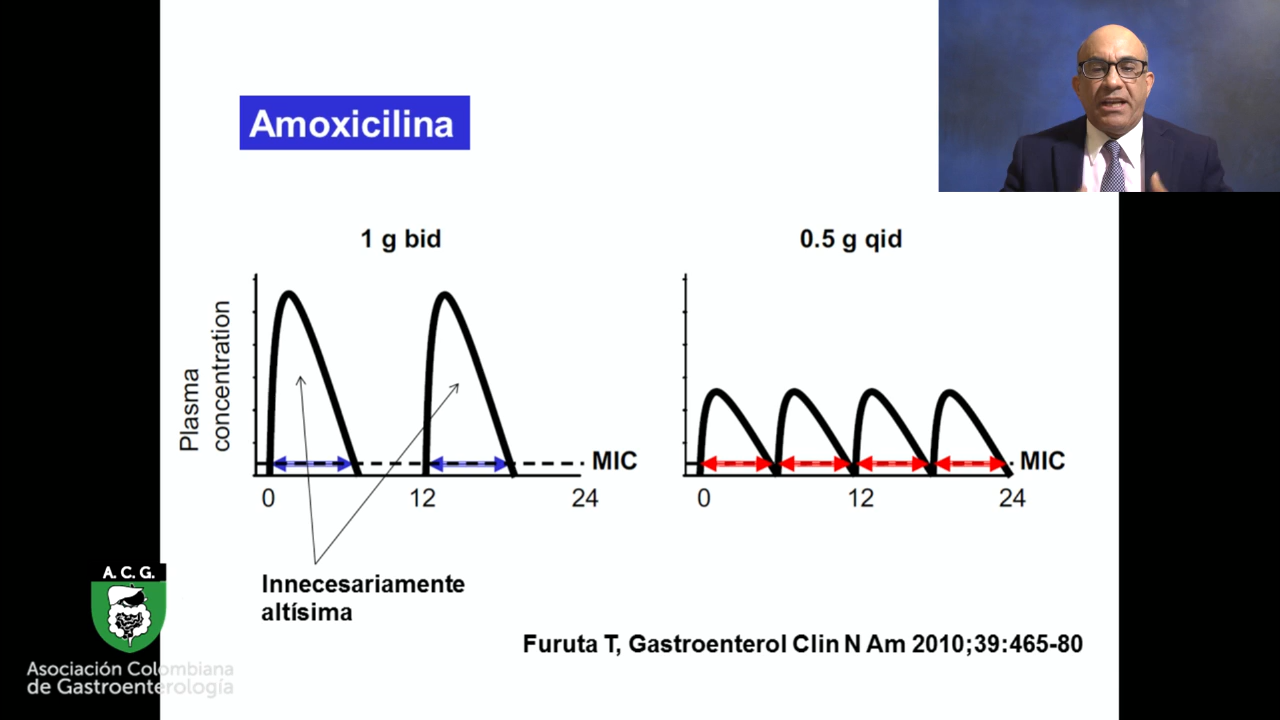 Amoxicilina
1 g bid
0.5 g qid
Plasma
concentration
MIC
0
12
24
MIC
0
12
24
Innecesariamente
altísima
Furuta T, Gastroenterol Clin N Am 2010;39:465-80
A. C. G.
Asociación Colombiana
de Gastroenterología